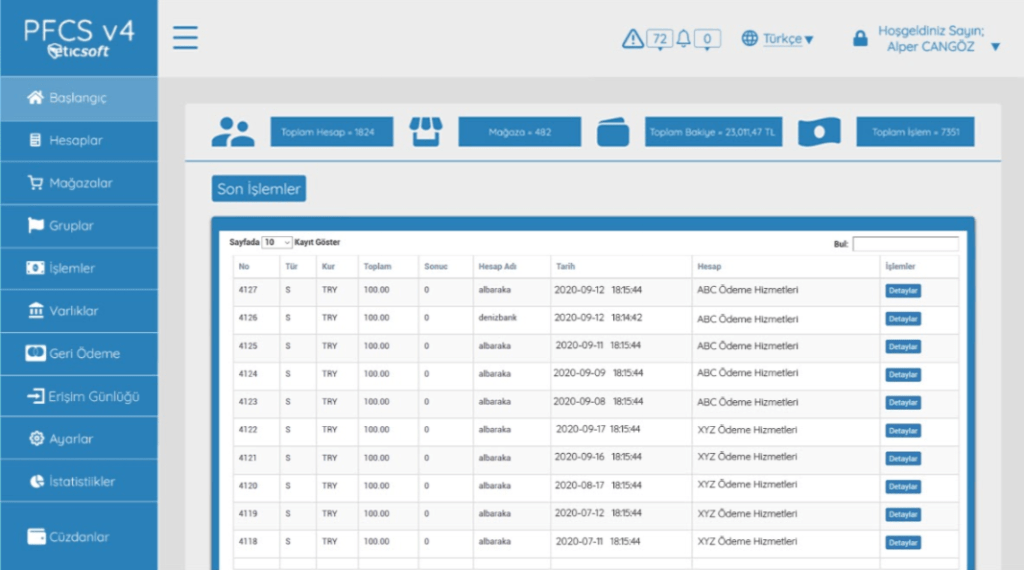 PFCS v4
eticsoft
72
0
Türkçe
Hoşgeldiniz Sayın;
Alper CANGÖZ
Başlangıç
Hesaplar
Mağazalar
Gruplar
İşlemler
Varlıklar
Geri Ödeme
Erişim Günlüğü
Ayarlar
İstatistiikler
Cüzdanlar
Toplam Hesap = 1824
Mağaza = 482
Toplam Bakiye = 23,011,47 TL
Toplam İşlem = 7351
Son İşlemler
Sayfada 10 Kayıt Göster
Bul:
No Tür Kur Toplam Sonuc Hesap Adı Tarih Hesap İşlemler
4127 S TRY 100.00 0 albaraka 2020-09-12 18:15:44 ABC Ödeme Hizmetleri Detaylar
4126 S TRY 100.00 0 denizbank 2020-09-12 18:14:42 ABC Ödeme Hizmetleri Detaylar
4125 S TRY 100.00 0 albaraka 2020-09-11 18:15:44 ABC Ödeme Hizmetleri Detaylar
4124 S TRY 100.00 0 albaraka 2020-09-09 18:15:44 ABC Ödeme Hizmetleri Detaylar
4123 S TRY 100.00 0 albaraka 2020-09-08 18:15:44 ABC Ödeme Hizmetleri Detaylar
4122 S TRY 100.00 0 albaraka 2020-09-17 18:15:44 XYZ Ödeme Hizmetleri Detaylar
4121 S TRY 100.00 0 albaraka 2020-09-16 18:15:44 XYZ Ödeme Hizmetleri Detaylar
4120 S TRY 100.00 0 albaraka 2020-08-17 18:15:44 XYZ Ödeme Hizmetleri Detaylar
4119 S TRY 100.00 0 albaraka 2020-07-12 18:15:44 XYZ Ödeme Hizmetleri Detaylar
4118 S TRY 100.00 0 albaraka 2020-07-11 18:15:44 XYZ Ödeme Hizmetleri Detaylar